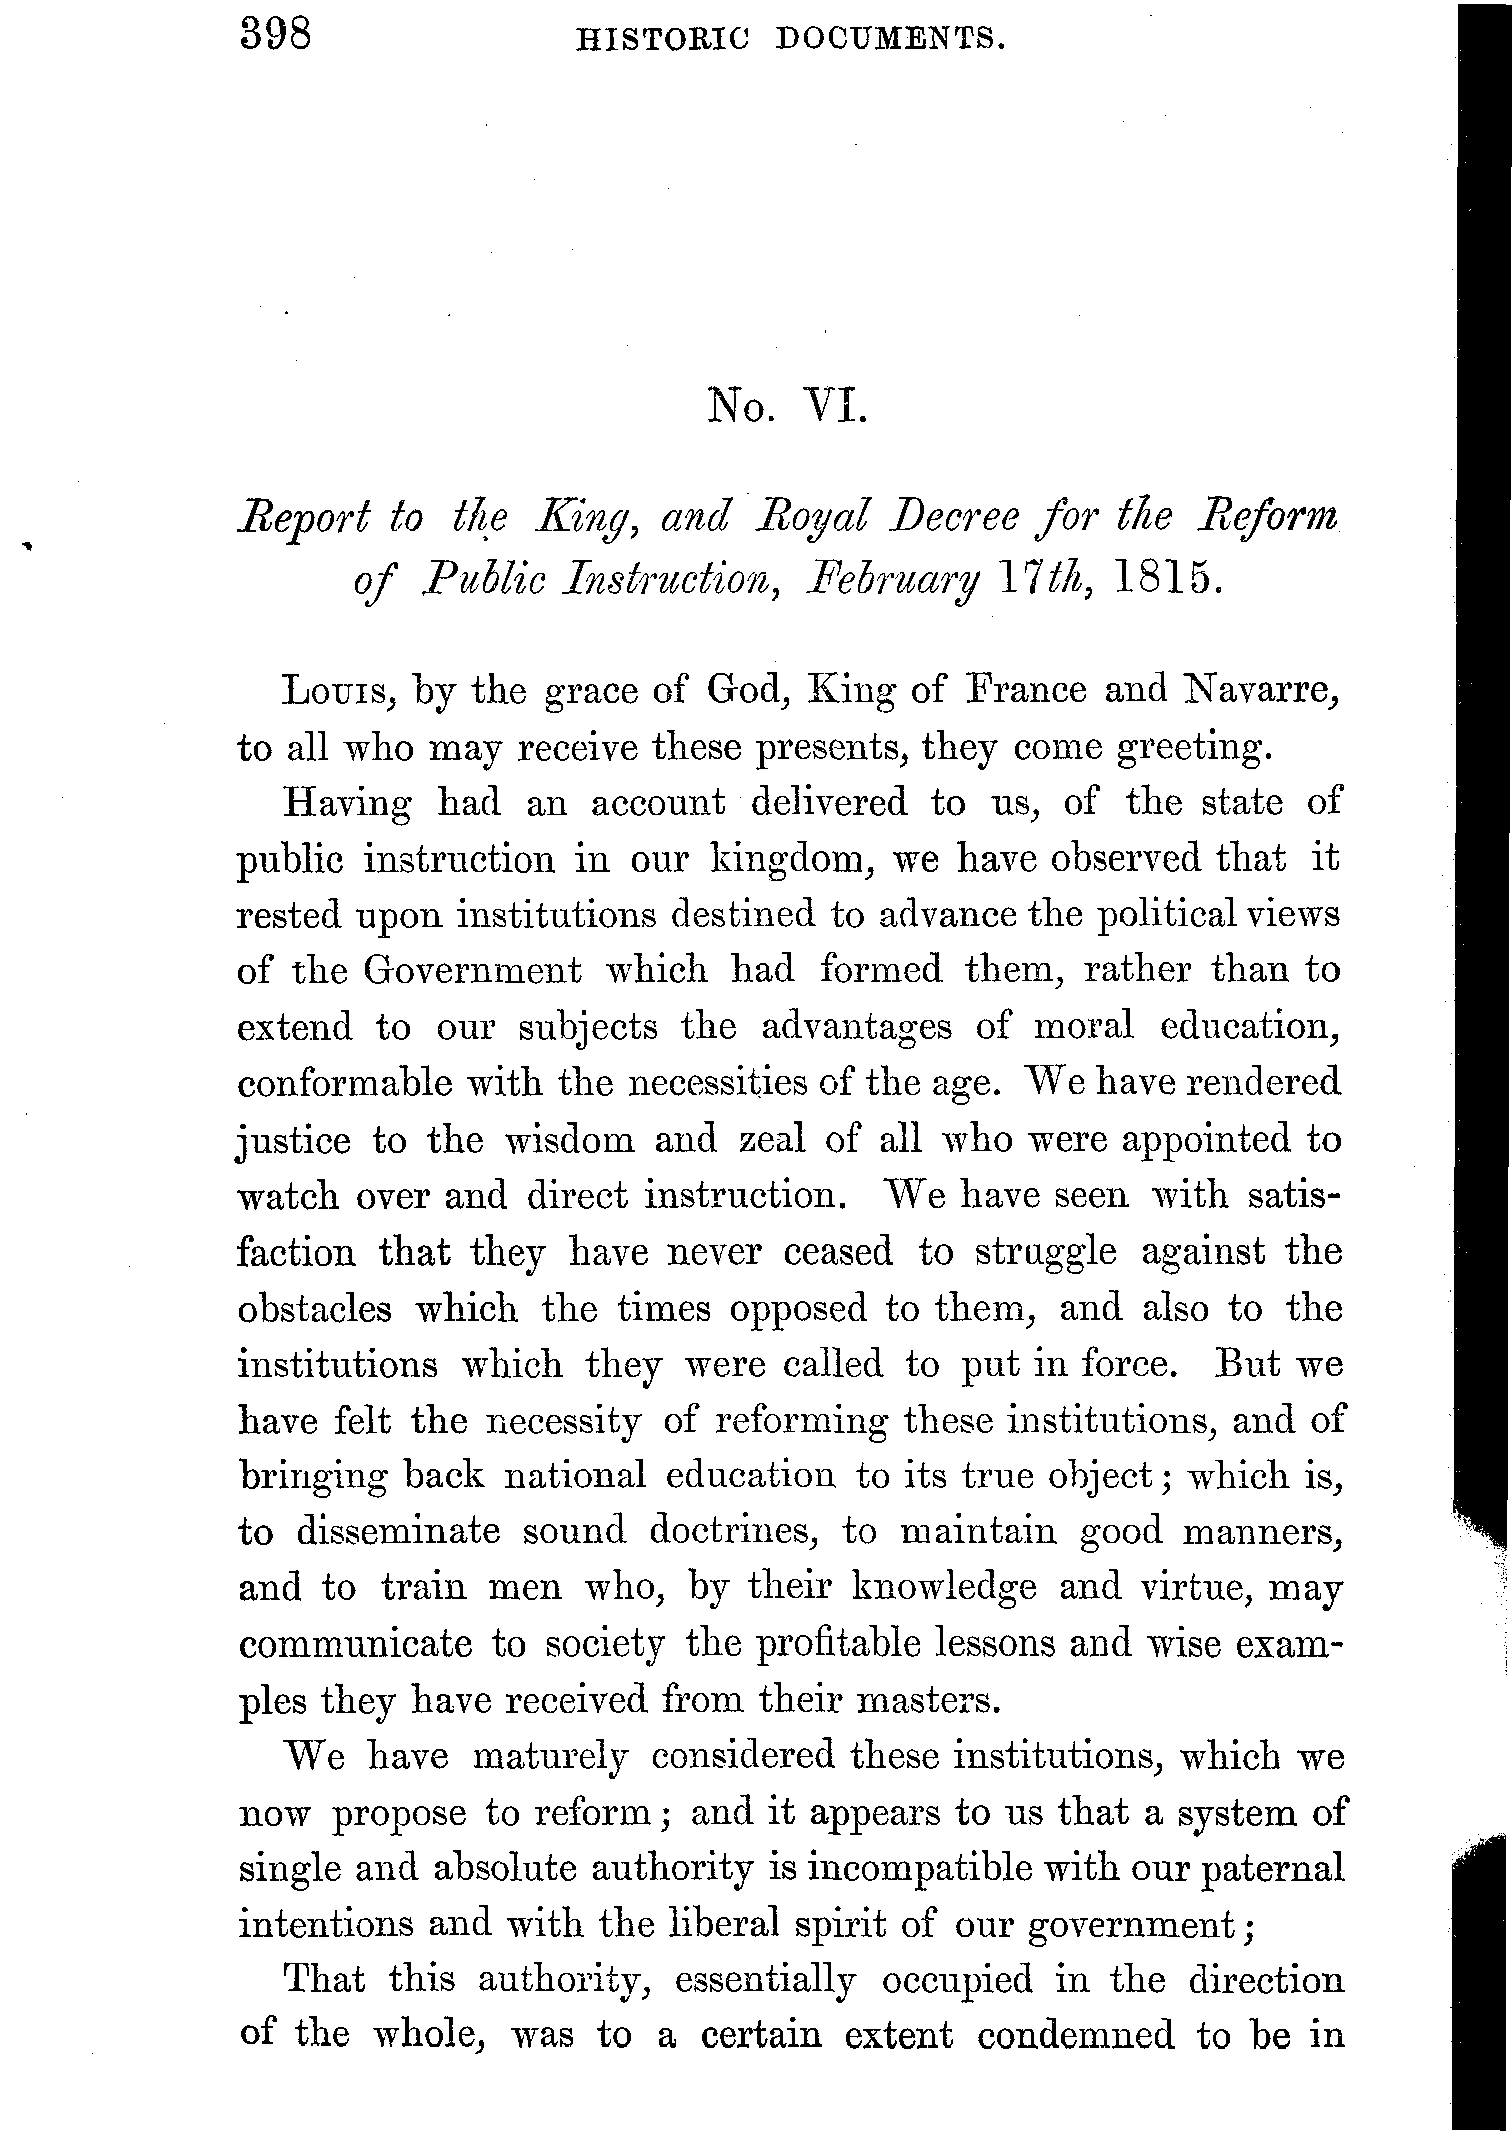 398 HISTORIC DOCUMENTS.
No. VI.
Report to the King, and Royal Decree for the Reform
of Public Instruction, February 17th, 1815.
Louis, by the grace of God, King of France and Navarre,
to all who may receive these presents, they come greeting.
Having had an account delivered to us, of the state of
public instruction in our kingdom, we have observed that it
rested upon institutions destined to advance the political views
of the Government which had formed them, rather than to
extend to our subjects the advantages of moral education,
conformable with the necessities of the age. We have rendered
justice to the wisdom and zeal of all who were appointed to
watch over and direct instruction. We have seen with satis-
faction that they have never ceased to struggle against the
obstacles which the times opposed to them, and also to the
institutions which they were called to put in force. But we
have felt the necessity of reforming these institutions, and of
bringing back national education to its true object; which is,
to disseminate sound doctrines, to maintain good manners,
and to train men who, by their knowledge and virtue, may
communicate to society the profitable lessons and wise exam-
ples they have received from their masters.
We have maturely considered these institutions, which we
now propose to reform; and it appears to us that a system of
single and absolute authority is incompatible with our paternal
intentions and with the liberal spirit of our government;
That this authority, essentially occupied in the direction
of the whole, was to a certain extent condemned to be in